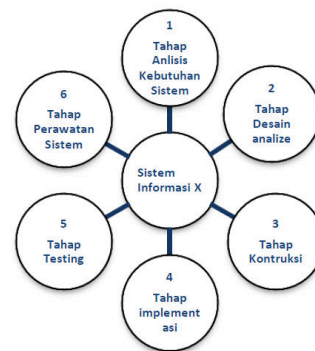 1
Tahap
Anlisis
Kebutuhan
Sistem
2
Tahap
Desain
analize
3
Tahap
Kontruksi
4
Tahap
implement
asi
5
Tahap
Testing
6
Tahap
Perawatan
Sistem
Sistem
Informasi X